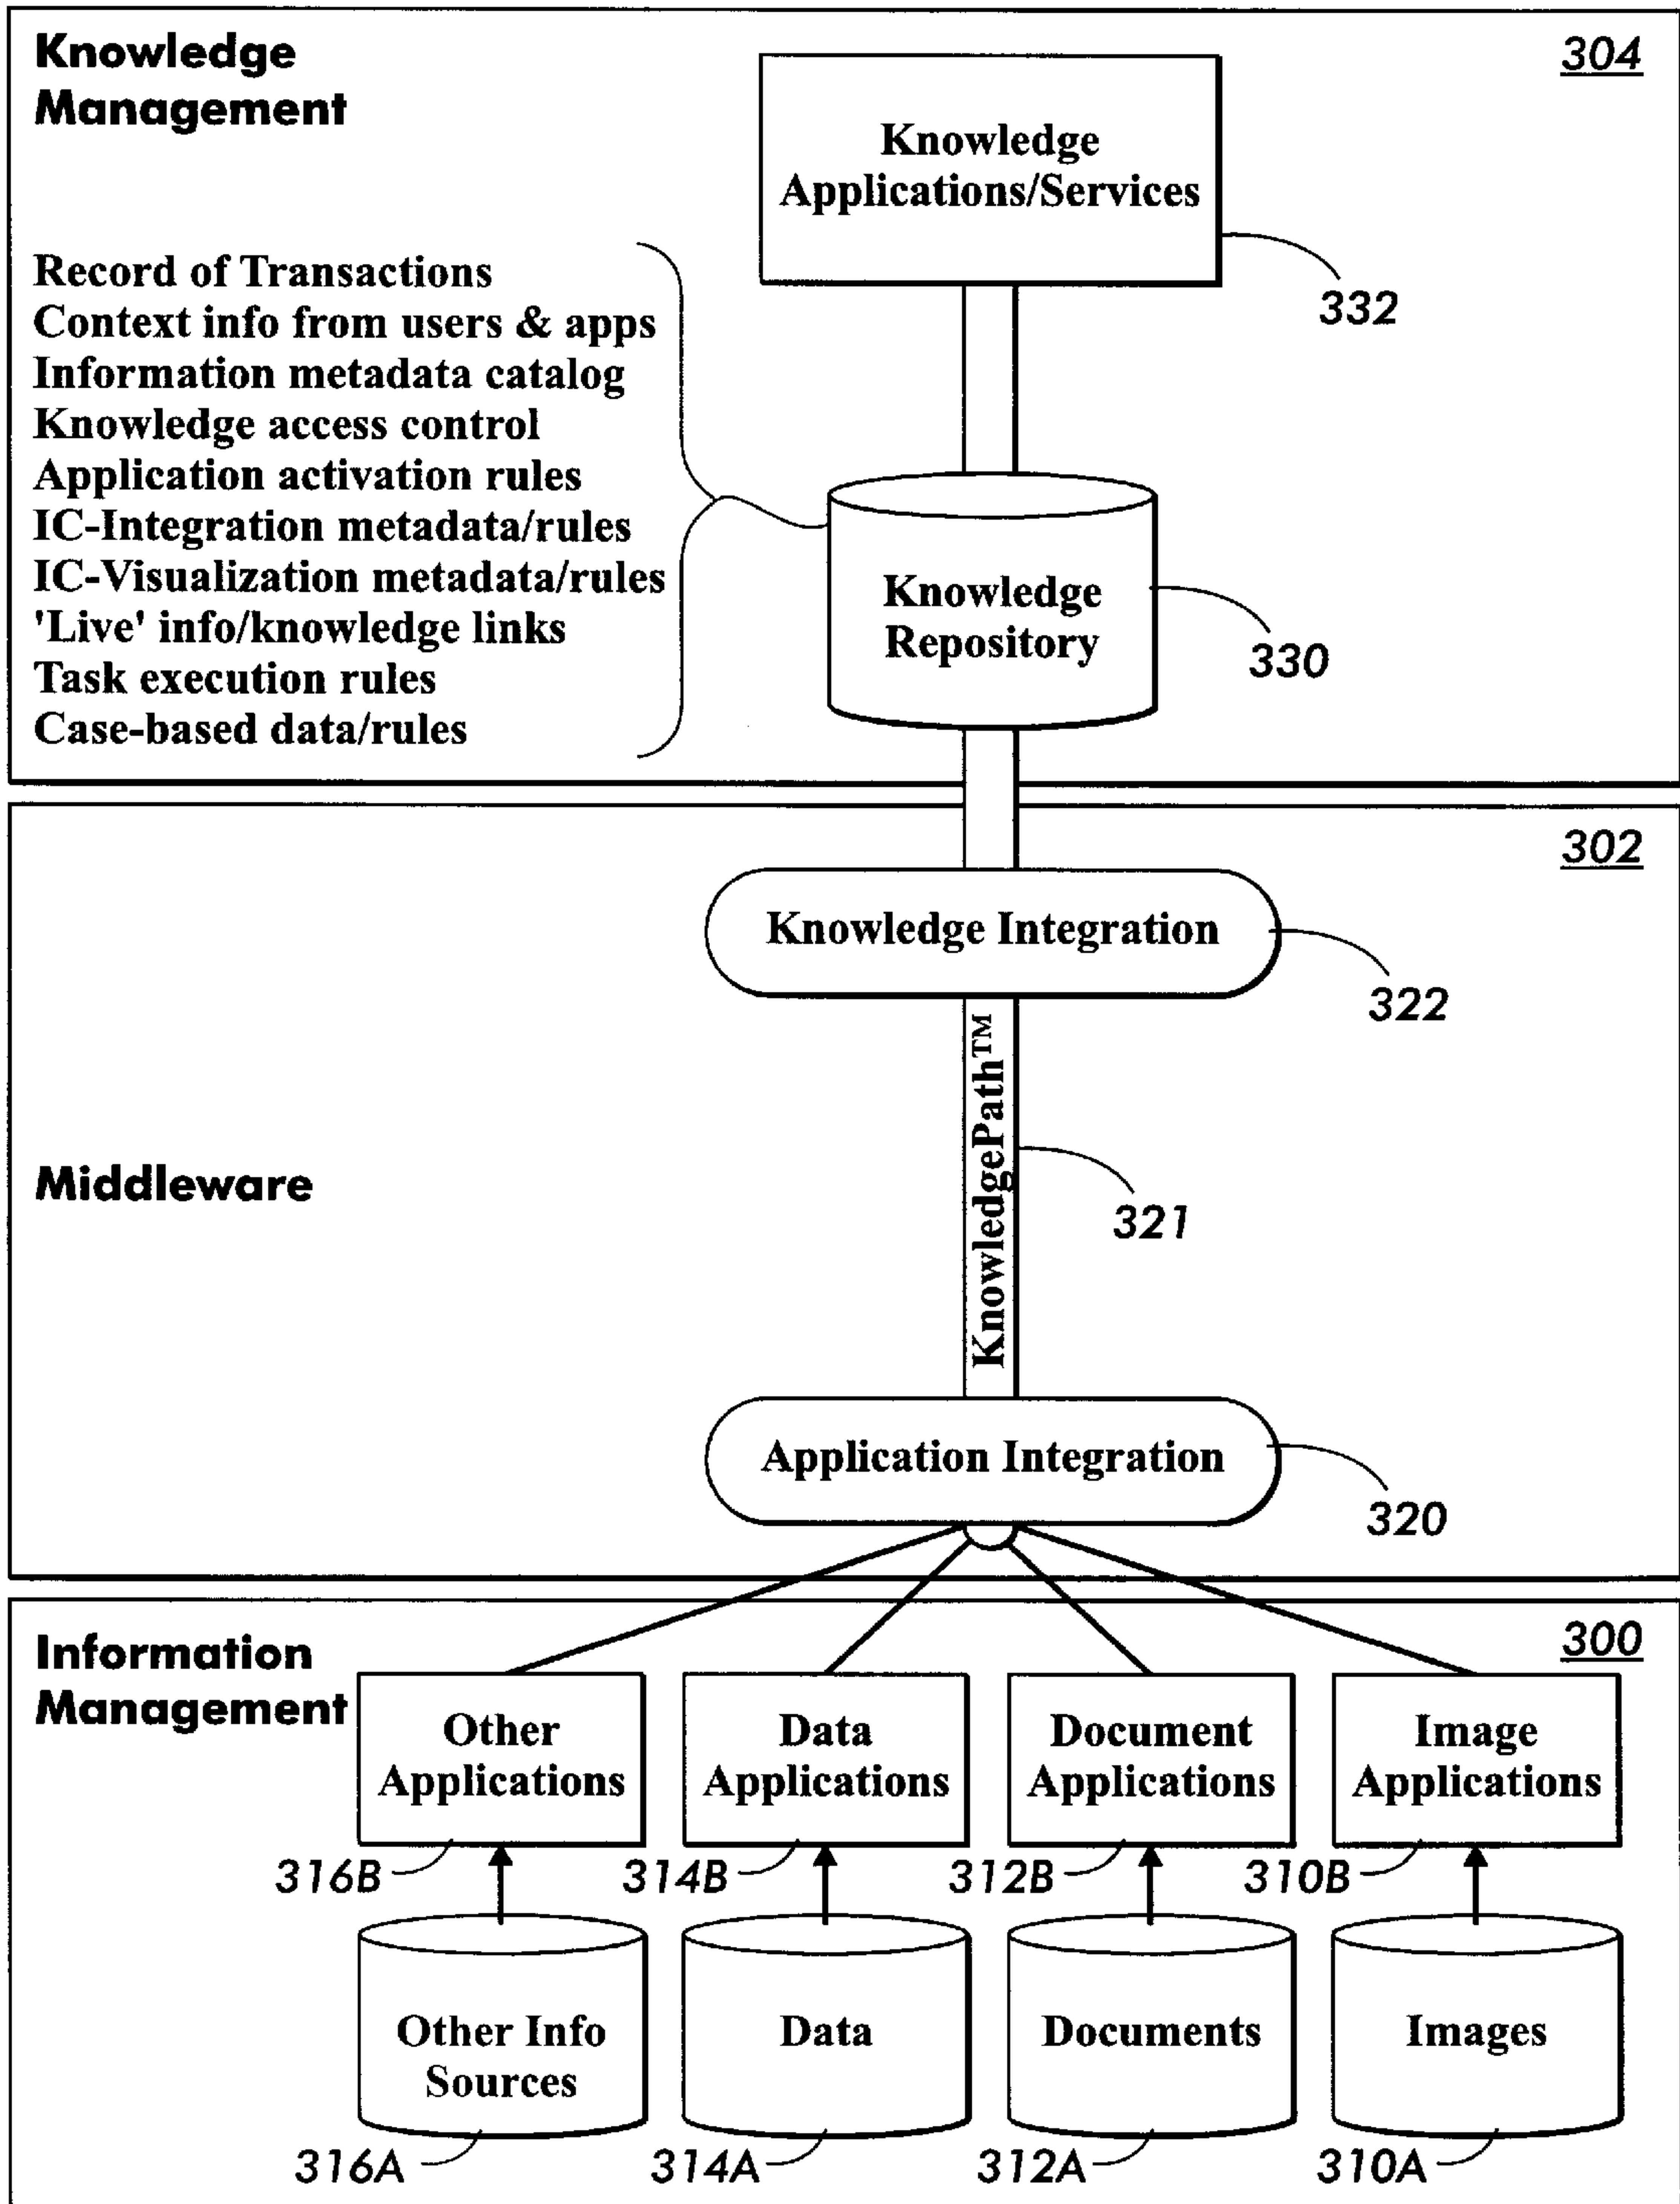 Knowledge
Management
304
Knowledge
Applications/Services
332
Record of Transactions
Context info from users & apps
Information metadata catalog
Knowledge access control
Application activation rules
IC-Integration metadata/rules
IC-Visualization metadata/rules
'Live' info/knowledge links
Task execution rules
Case-based data/rules
Knowledge
Repository
330
302
Knowledge Integration
322
Middleware
KnowledgePath™
321
Application Integration
320
Information
Management
300
Other
Applications
316B
Data
Applications
314B
Document
Applications
312B
Image
Applications
310B
Other Info
Sources
316A
Data
314A
Documents
312A
Images
310A